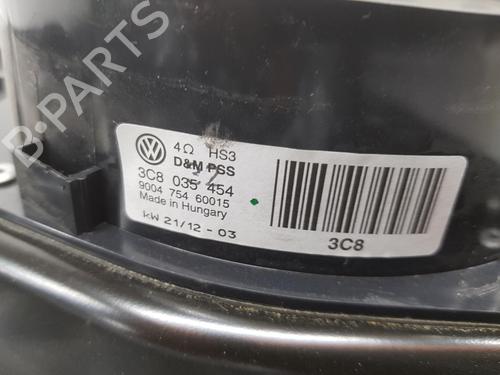 4Ω HS3
D&M PSS
3C8 035 454
9004 754 60015
Made in Hungary
KW 21/12 - 03
3C8
B-PARTS